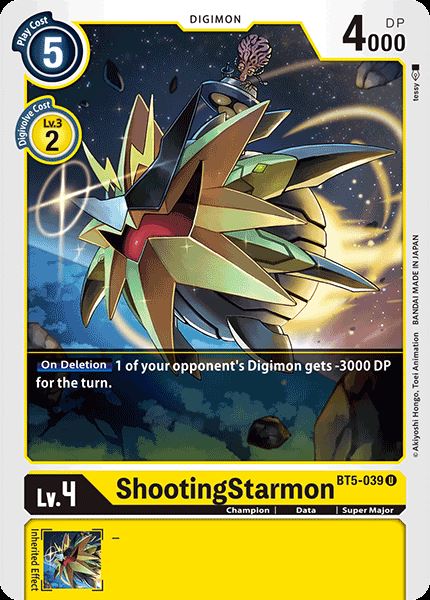 Play Cost
5
DIGIMON
DP
4000
Digivolve Cost
Lv.3
2
tessy
On Deletion 1 of your opponent's Digimon gets -3000 DP
for the turn.
© Akiyoshi Hongo, Toei Animation BANDAI MADE IN JAPAN
Lv.4
ShootingStarmon
BT5-039 U
Champion | Data | Super Major
Inherited Effect
–